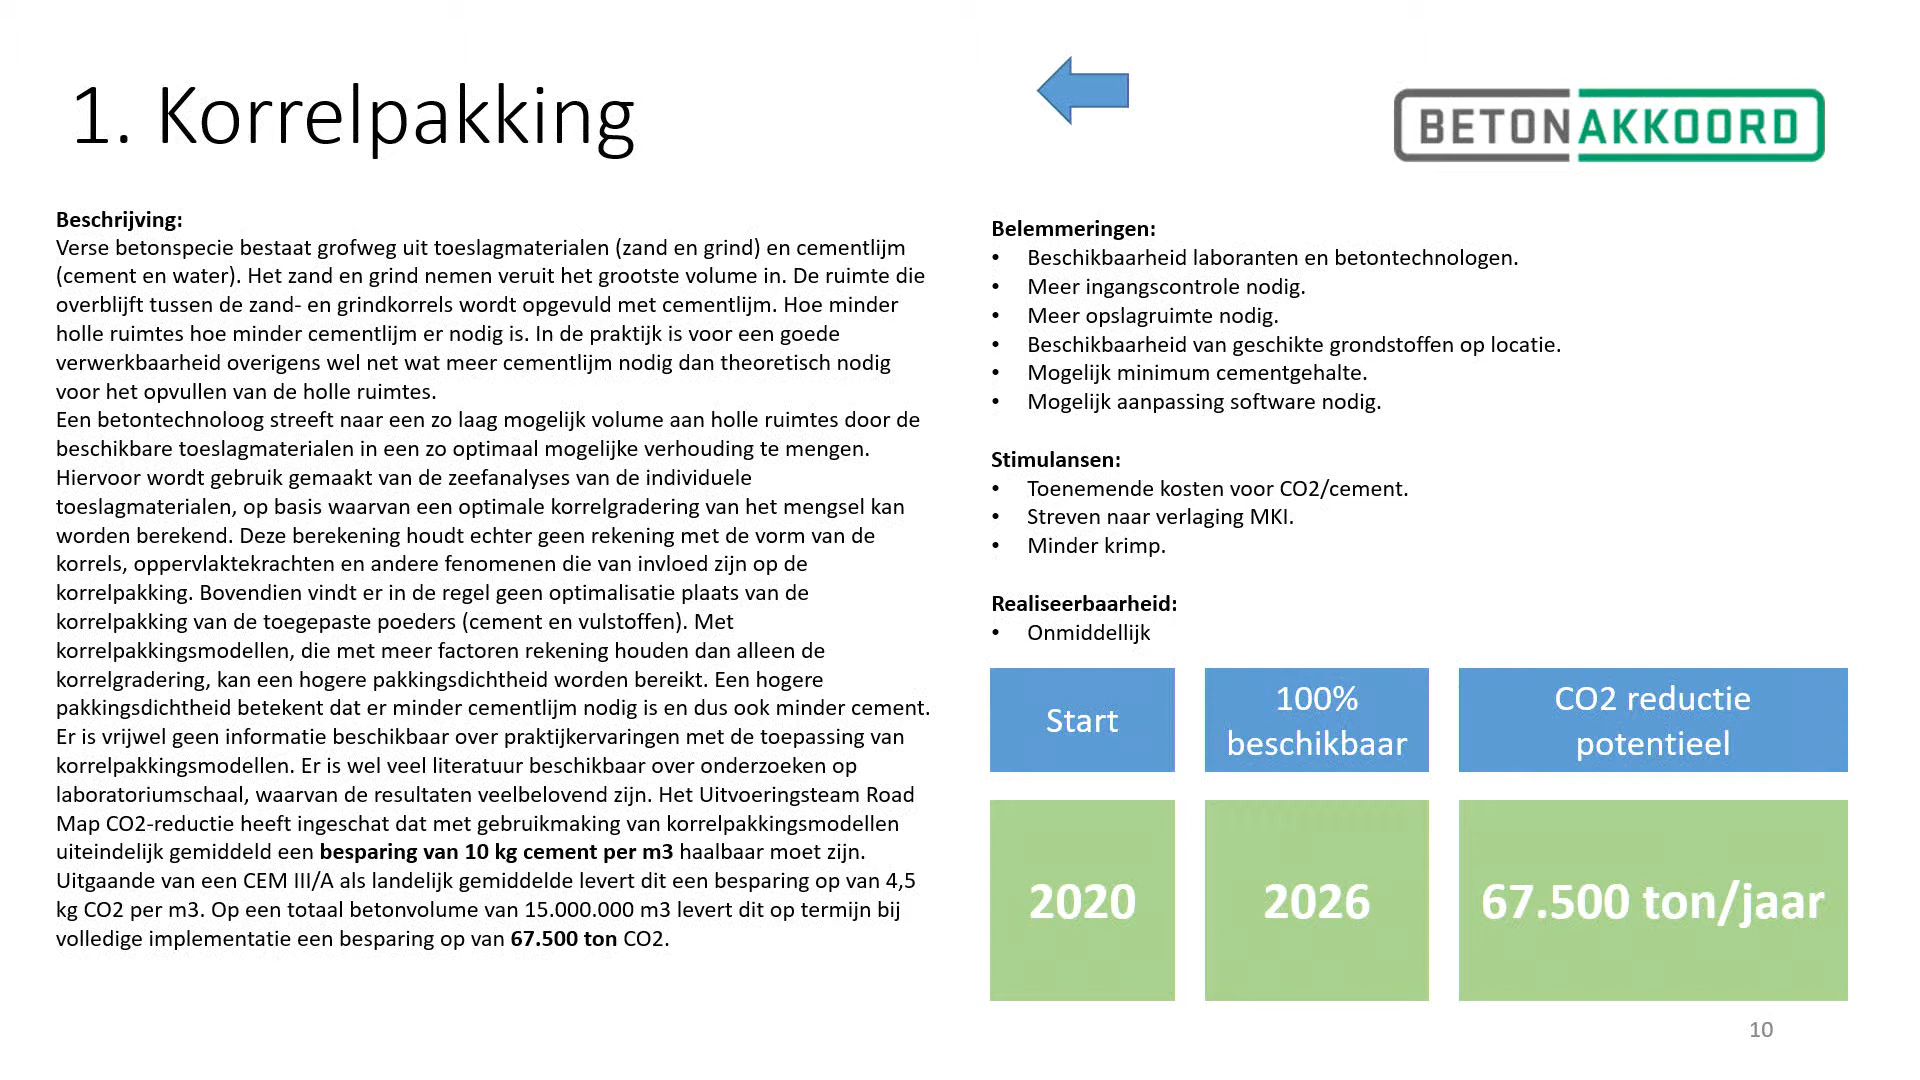 1. Korrelpakking
BETONAKKOORD
Beschrijving:
Verse betonspecie bestaat grofweg uit toeslagmaterialen (zand en grind) en cementlijm
(cement en water). Het zand en grind nemen veruit het grootste volume in. De ruimte die
overblijft tussen de zand- en grindkorrels wordt opgevuld met cementlijm. Hoe minder
holle ruimtes hoe minder cementlijm er nodig is. In de praktijk is voor een goede
verwerkbaarheid overigens wel net wat meer cementlijm nodig dan theoretisch nodig
voor het opvullen van de holle ruimtes.
Een betontechnoloog streeft naar een zo laag mogelijk volume aan holle ruimtes door de
beschikbare toeslagmaterialen in een zo optimaal mogelijke verhouding te mengen.
Hiervoor wordt gebruik gemaakt van de zeefanalyses van de individuele
toeslagmaterialen, op basis waarvan een optimale korrelgradering van het mengsel kan
worden berekend. Deze berekening houdt echter geen rekening met de vorm van de
korrels, oppervlaktekrachten en andere fenomenen die van invloed zijn op de
korrelpakking. Bovendien vindt er in de regel geen optimalisatie plaats van de
korrelpakking van de toegepaste poeders (cement en vulstoffen). Met
korrelpakkingsmodellen, die met meer factoren rekening houden dan alleen de
korrelgradering, kan een hogere pakkingsdichtheid worden bereikt. Een hogere
pakkingsdichtheid betekent dat er minder cementlijm nodig is en dus ook minder cement.
Er is vrijwel geen informatie beschikbaar over praktijkervaringen met de toepassing van
korrelpakkingsmodellen. Er is wel veel literatuur beschikbaar over onderzoeken op
laboratoriumschaal, waarvan de resultaten veelbelovend zijn. Het Uitvoeringsteam Road
Map CO2-reductie heeft ingeschat dat met gebruikmaking van korrelpakkingsmodellen
uiteindelijk gemiddeld een besparing van 10 kg cement per m3 haalbaar moet zijn.
Uitgaande van een CEM III/A als landelijk gemiddelde levert dit een besparing op van 4,5
kg CO2 per m3. Op een totaal betonvolume van 15.000.000 m3 levert dit op termijn bij
volledige implementatie een besparing op van 67.500 ton CO2.
Belemmeringen:
• Beschikbaarheid laboranten en betontechnologen.
• Meer ingangscontrole nodig.
• Meer opslagruimte nodig.
• Beschikbaarheid van geschikte grondstoffen op locatie.
• Mogelijk minimum cementgehalte.
• Mogelijk aanpassing software nodig.
Stimulansen:
• Toenemende kosten voor CO2/cement.
• Streven naar verlaging MKI.
• Minder krimp.
Realiseerbaarheid:
• Onmiddellijk
Start
100%
beschikbaar
CO2 reductie
potentieel
2020
2026
67.500 ton/jaar
10